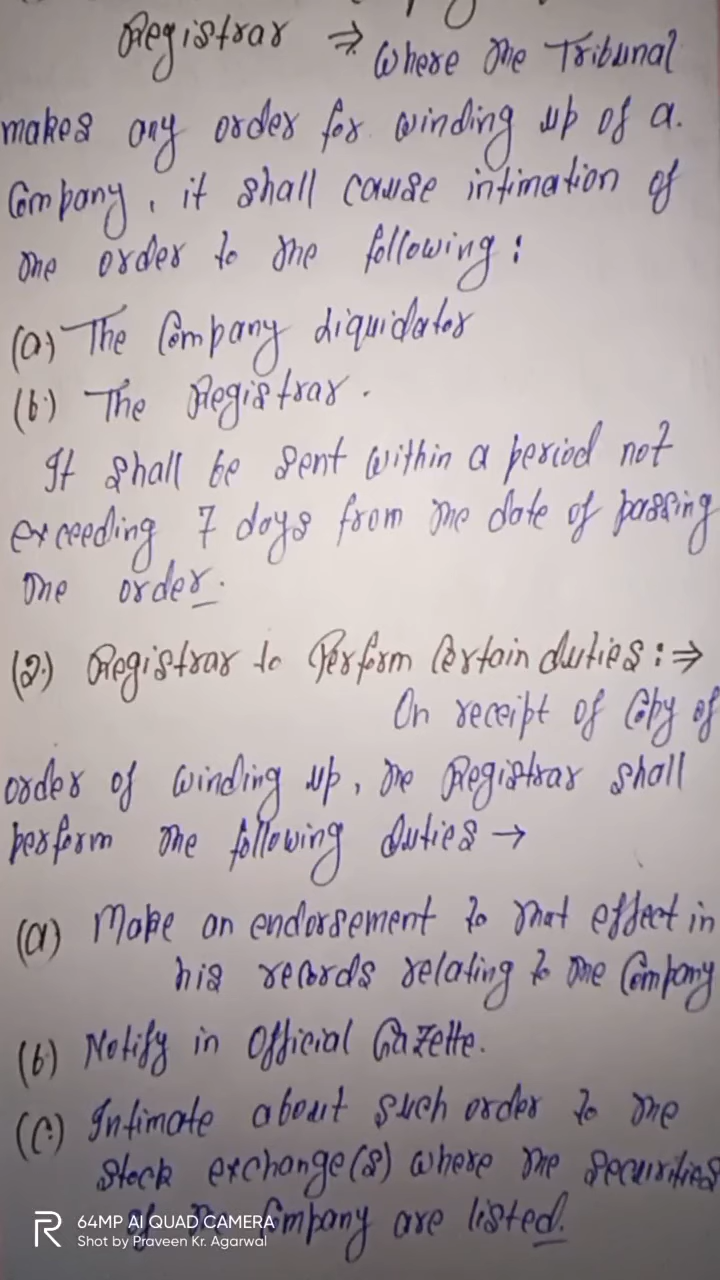 Registrar ⇒ Where the Tribunal
makes any order for winding up of a.
Company, it shall cause intimation of
the order to the following:
(a) The Company Liquidator
(b) The Registrar.
It shall be sent within a period not
exceeding 7 days from the date of passing
the order.
(2.) Registrar to Perform Certain duties: ⇒
On receipt of Copy of
order of winding up, the Registrar shall
perform the following duties →
(a) Make an endorsement to that effect in
his records relating to the Company
(b) Notify in Official Gazette.
(C.) Intimate about such order to the
stock exchange(s) where the securities
of the Company are listed.
64MP AI QUAD CAMERA
Shot by Praveen Kr. Agarwal